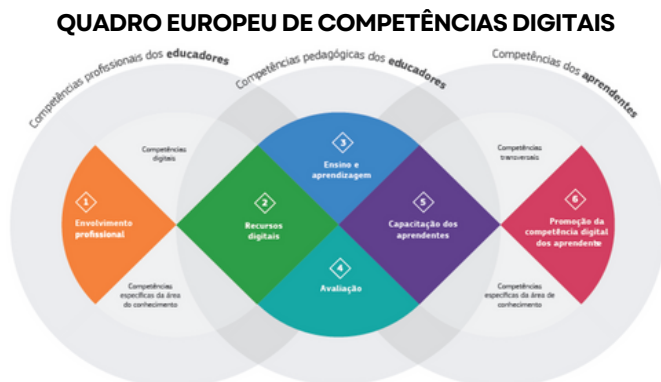 QUADRO EUROPEU DE COMPETÊNCIAS DIGITAIS
Competências profissionais dos educadores
Competências pedagógicas dos educadores
Competências dos aprendentes
Competências
digitais
Competências
transversais
1
Envolvimento
profissional
2
Recursos
digitais
3
Ensino e
aprendizagem
4
Avaliação
5
Capacitação dos
aprendentes
6
Promoção da
competência digital
dos aprendente
Competências
específicas da área
do conhecimento
Competências
específicas da área de
conhecimento